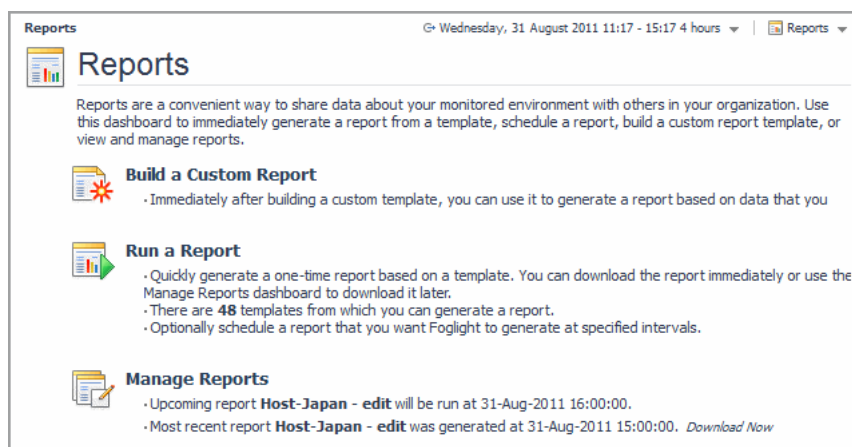 Reports
Wednesday, 31 August 2011 11:17 - 15:17 4 hours
Reports
Reports
Reports are a convenient way to share data about your monitored environment with others in your organization. Use
this dashboard to immediately generate a report from a template, schedule a report, build a custom report template, or
view and manage reports.
Build a Custom Report
·Immediately after building a custom template, you can use it to generate a report based on data that you
Run a Report
·Quickly generate a one-time report based on a template. You can download the report immediately or use the
Manage Reports dashboard to download it later.
·There are 48 templates from which you can generate a report.
·Optionally schedule a report that you want Foglight to generate at specified intervals.
Manage Reports
·Upcoming report Host-Japan - edit will be run at 31-Aug-2011 16:00:00.
·Most recent report Host-Japan - edit was generated at 31-Aug-2011 15:00:00. Download Now